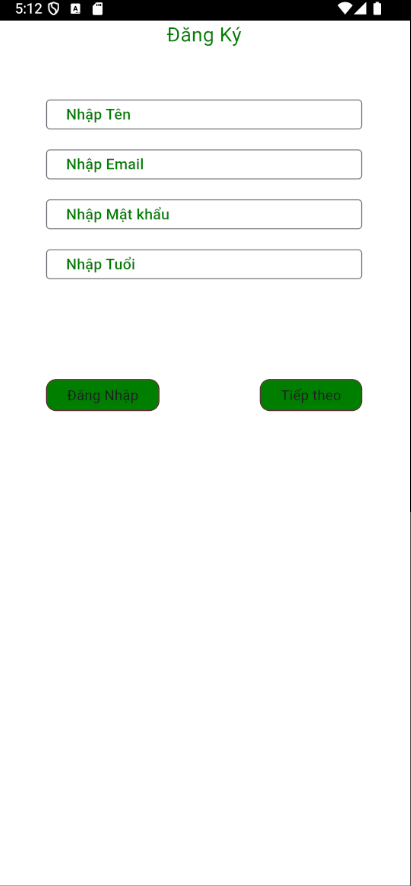 5:12
Đăng Ký
Nhập Tên
Nhập Email
Nhập Mật khẩu
Nhập Tuổi
Đăng Nhập
Tiếp theo